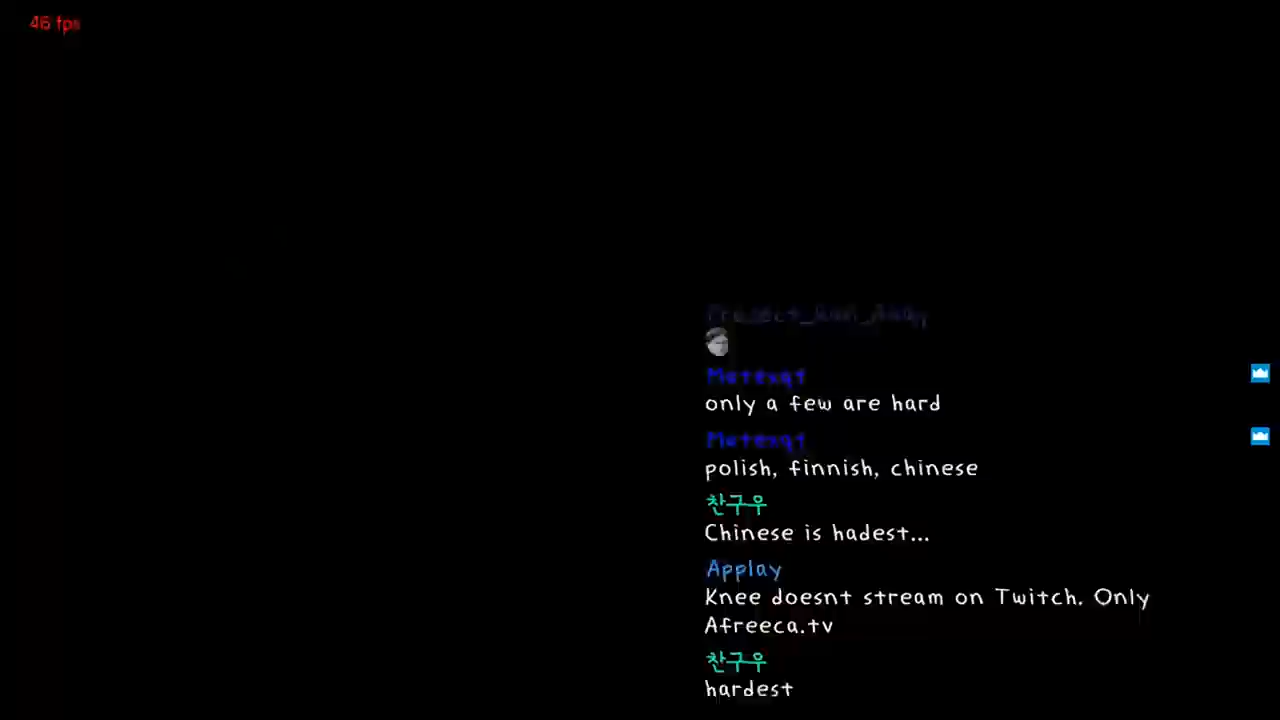 46 fps
only a few are hard
polish, finnish, chinese
찬구우
Chinese is hadest...
Applay
Knee doesnt stream on Twitch. Only
Afreeca.tv
찬구우
hardest